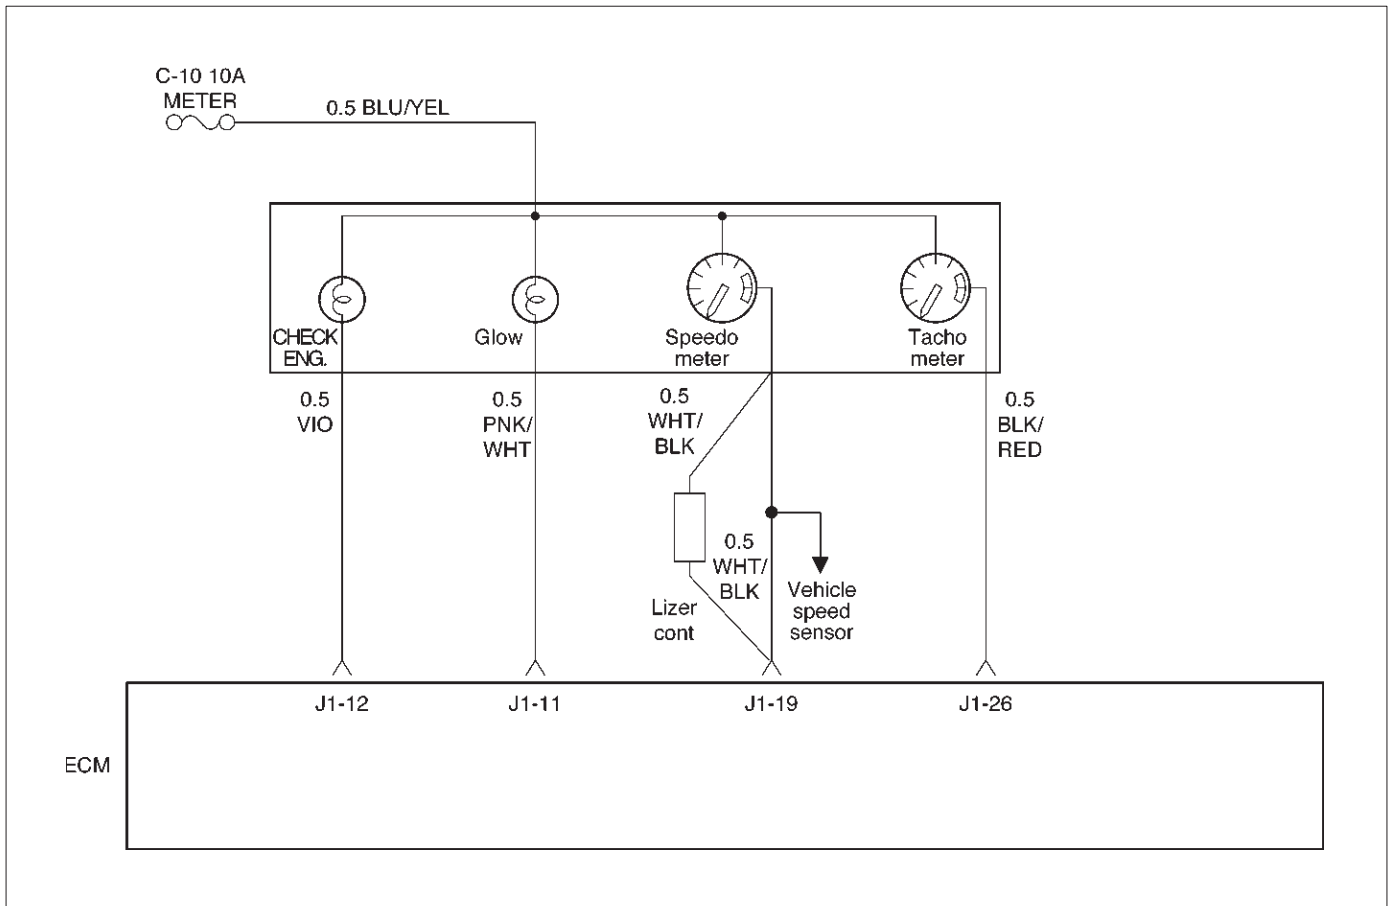 C-10 10A
METER
0.5 BLU/YEL
CHECK
ENG.
Glow
Speedo
meter
Tacho
meter
0.5
VIO
0.5
PNK/
WHT
0.5
WHT/
BLK
0.5
BLK/
RED
0.5
WHT/
BLK
Lizer
cont
Vehicle
speed
sensor
J1-12
J1-11
J1-19
J1-26
ECM